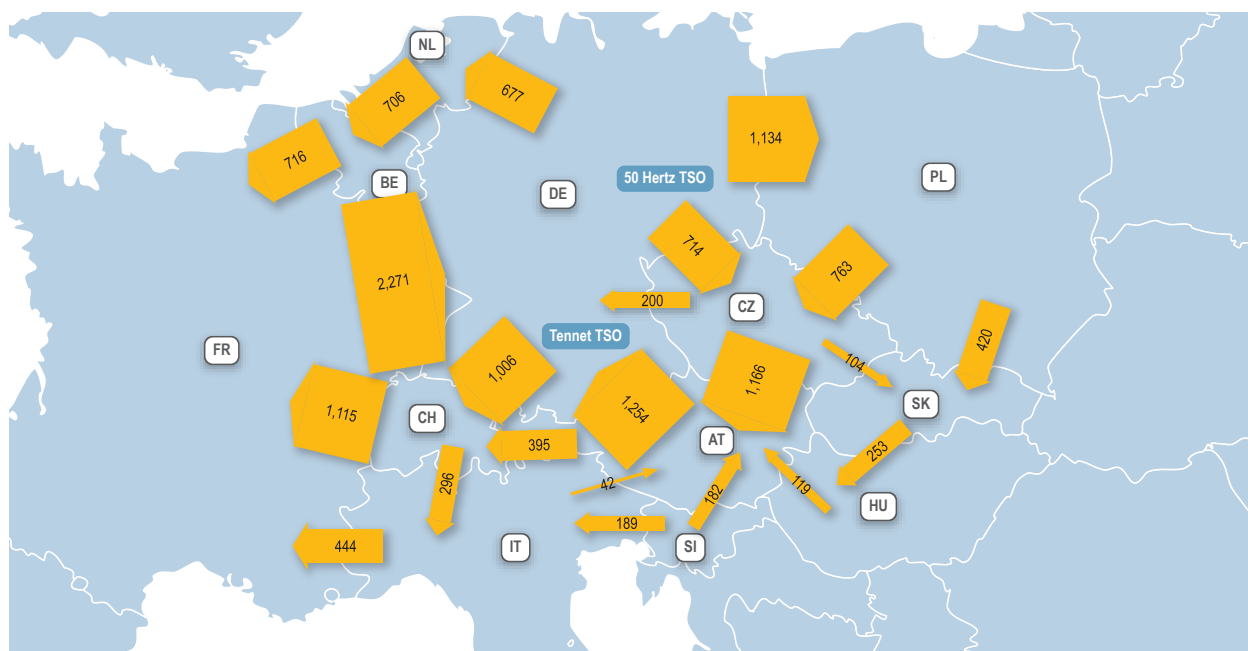 NL
706
677
716
1,134
BE
DE
50 Hertz TSO
PL
714
2,271
763
200
CZ
Tennet TSO
420
FR
1,006
104
1,166
SK
1,115
CH
1,254
AT
395
253
296
42
182
119
HU
189
444
IT
SI